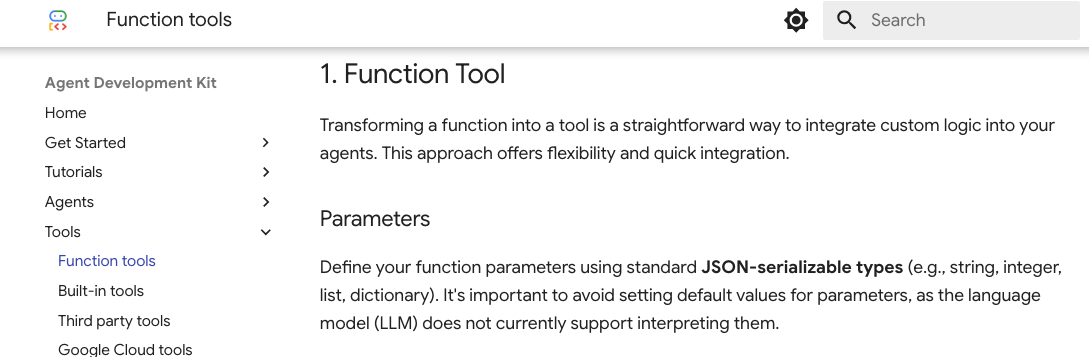 Function tools
Search
Agent Development Kit
Home
Get Started
Tutorials
Agents
Tools
Function tools
Built-in tools
Third party tools
Google Cloud tools
1. Function Tool
Transforming a function into a tool is a straightforward way to integrate custom logic into your
agents. This approach offers flexibility and quick integration.
Parameters
Define your function parameters using standard JSON-serializable types (e.g., string, integer,
list, dictionary). It's important to avoid setting default values for parameters, as the language
model (LLM) does not currently support interpreting them.